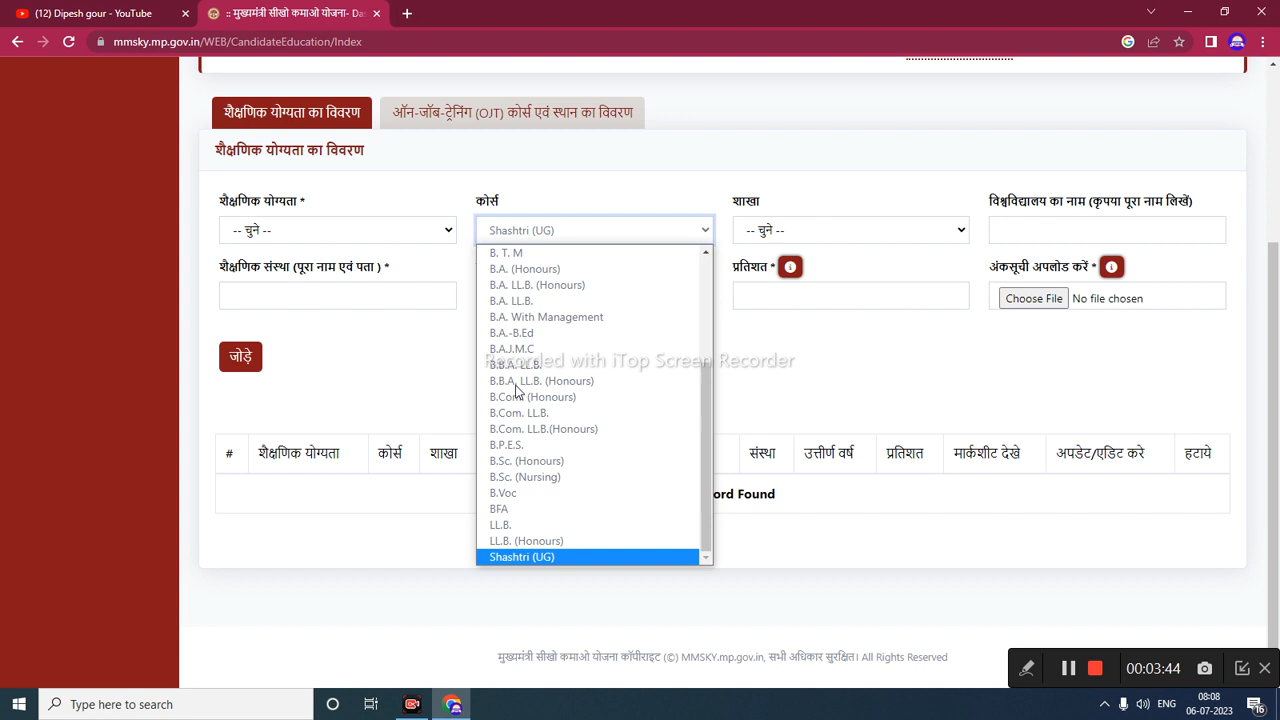 (12) Dipesh gour - YouTube
:: मुख्यमंत्री सीखो कमाओ योजना- Da
mmsky.mp.gov.in/WEB/CandidateEducation/Index
शैक्षणिक योग्यता का विवरण
ऑन-जॉब-ट्रेनिंग (OJT) कोर्स एवं स्थान का विवरण
शैक्षणिक योग्यता का विवरण
शैक्षणिक योग्यता * कोर्स शाखा विश्वविद्यालय का नाम (कृपया पूरा नाम लिखें)
-- चुने -- Shashtri (UG) -- चुने --
शैक्षणिक संस्था (पूरा नाम एवं पता ) * प्रतिशत * अंकसूची अपलोड करें *
Choose File No file chosen
जोड़े
B. T. M
B.A. (Honours)
B.A. LL.B. (Honours)
B.A. LL.B.
B.A. With Management
B.A.-B.Ed
B.A.J.M.C
B.B.A. LL.B.
B.B.A. LL.B. (Honours)
B.Com. (Honours)
B.Com. LL.B.
B.Com. LL.B.(Honours)
B.P.E.S.
B.Sc. (Honours)
B.Sc. (Nursing)
B.Voc
BFA
LL.B.
LL.B. (Honours)
Shashtri (UG)
Recorded with iTop Screen Recorder
# शैक्षणिक योग्यता कोर्स शाखा संस्था उत्तीर्ण वर्ष प्रतिशत मार्कशीट देखे अपडेट/एडिट करे हटाये
ord Found
मुख्यमंत्री सीखो कमाओ योजना कॉपीराइट (©) MMSKY.mp.gov.in, सभी अधिकार सुरक्षित। All Rights Reserved
00:03:44
Type here to search
ENG
08:08
06-07-2023
16